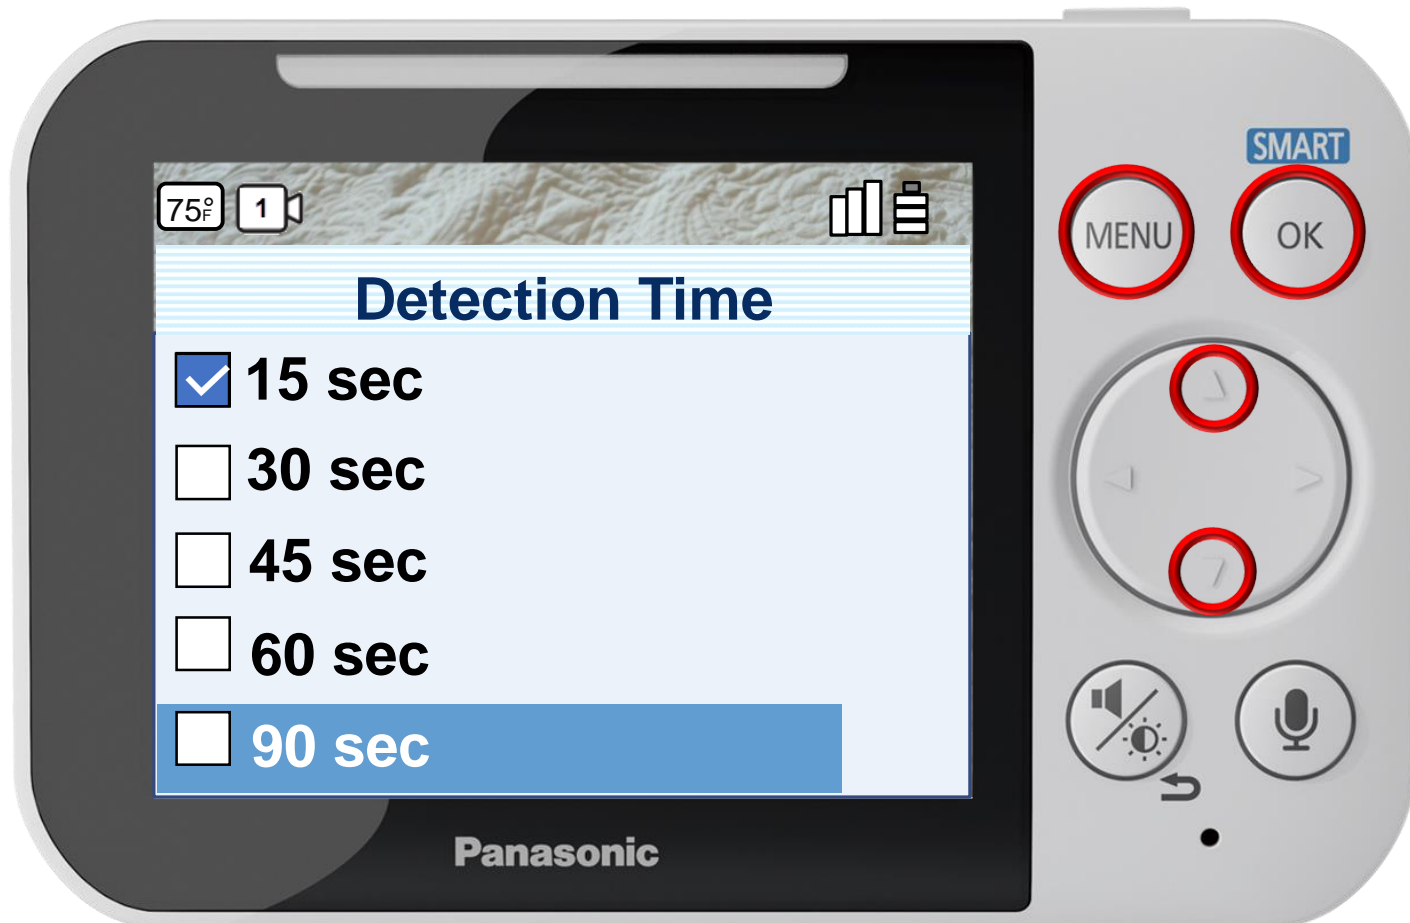 SMART
75°F 1
MENU OK
Detection Time
15 sec
30 sec
45 sec
60 sec
90 sec
Panasonic